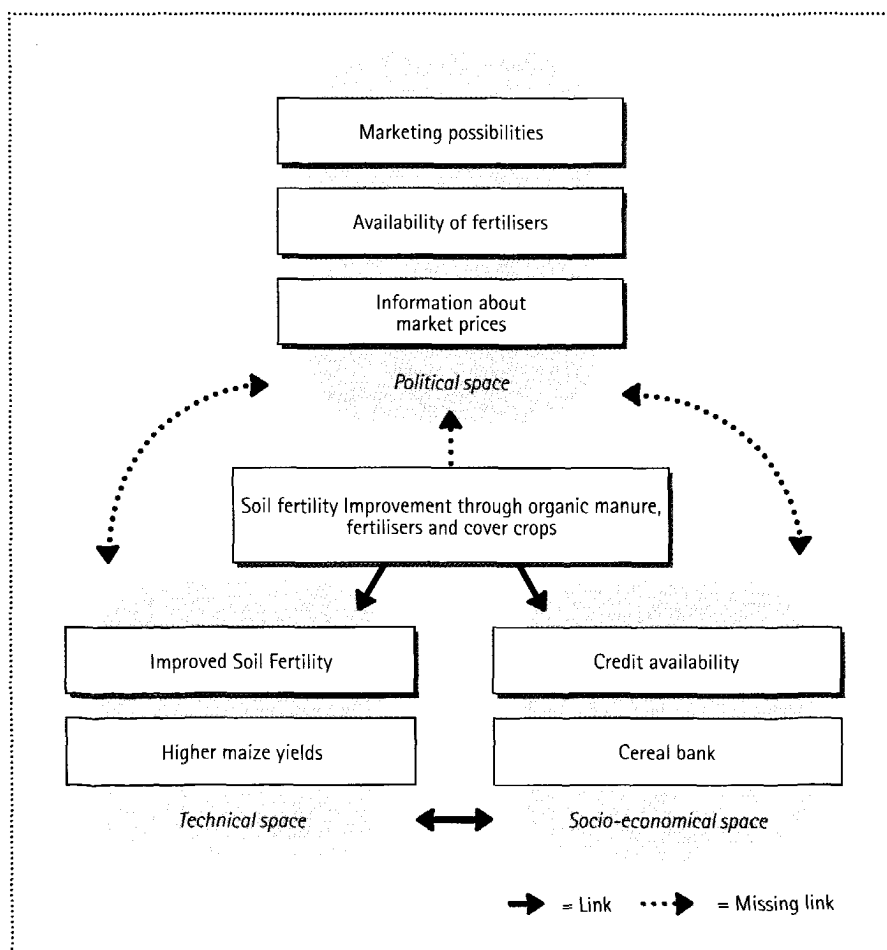 Marketing possibilities
Availability of fertilisers
Information about
market prices
Political space
Soil fertility Improvement through organic manure,
fertilisers and cover crops
Improved Soil Fertility
Credit availability
Higher maize yields
Cereal bank
Technical space
Socio-economical space
= Link
= Missing link